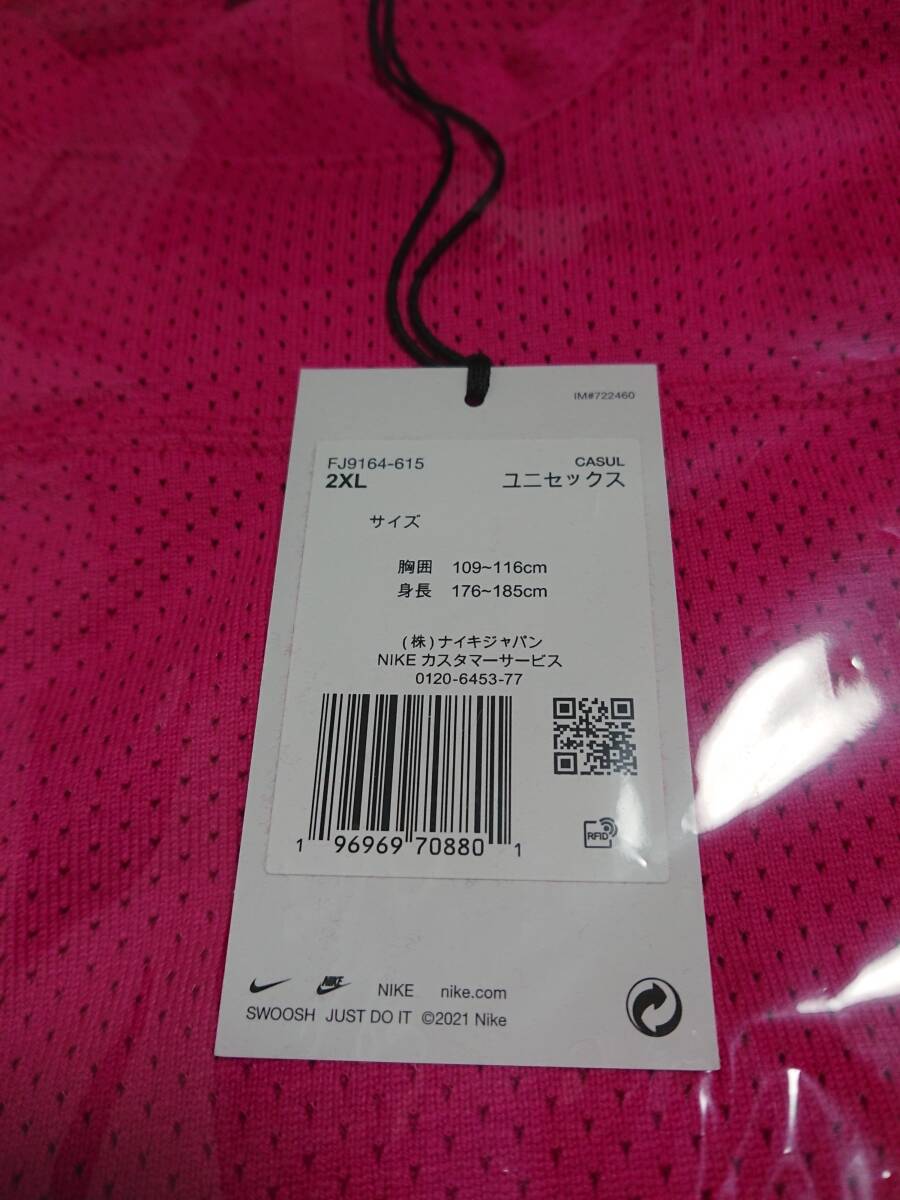 IM#722460
FJ9164-615 CASUL
2XL ユニセックス
サイズ
胸囲 109~116cm
身長 176~185cm
(株)ナイキジャパン
NIKE カスタマーサービス
0120-6453-77
1 96969 70880 1
RFID
NIKE NIKE nike.com
SWOOSH JUST DO IT ©2021 Nike